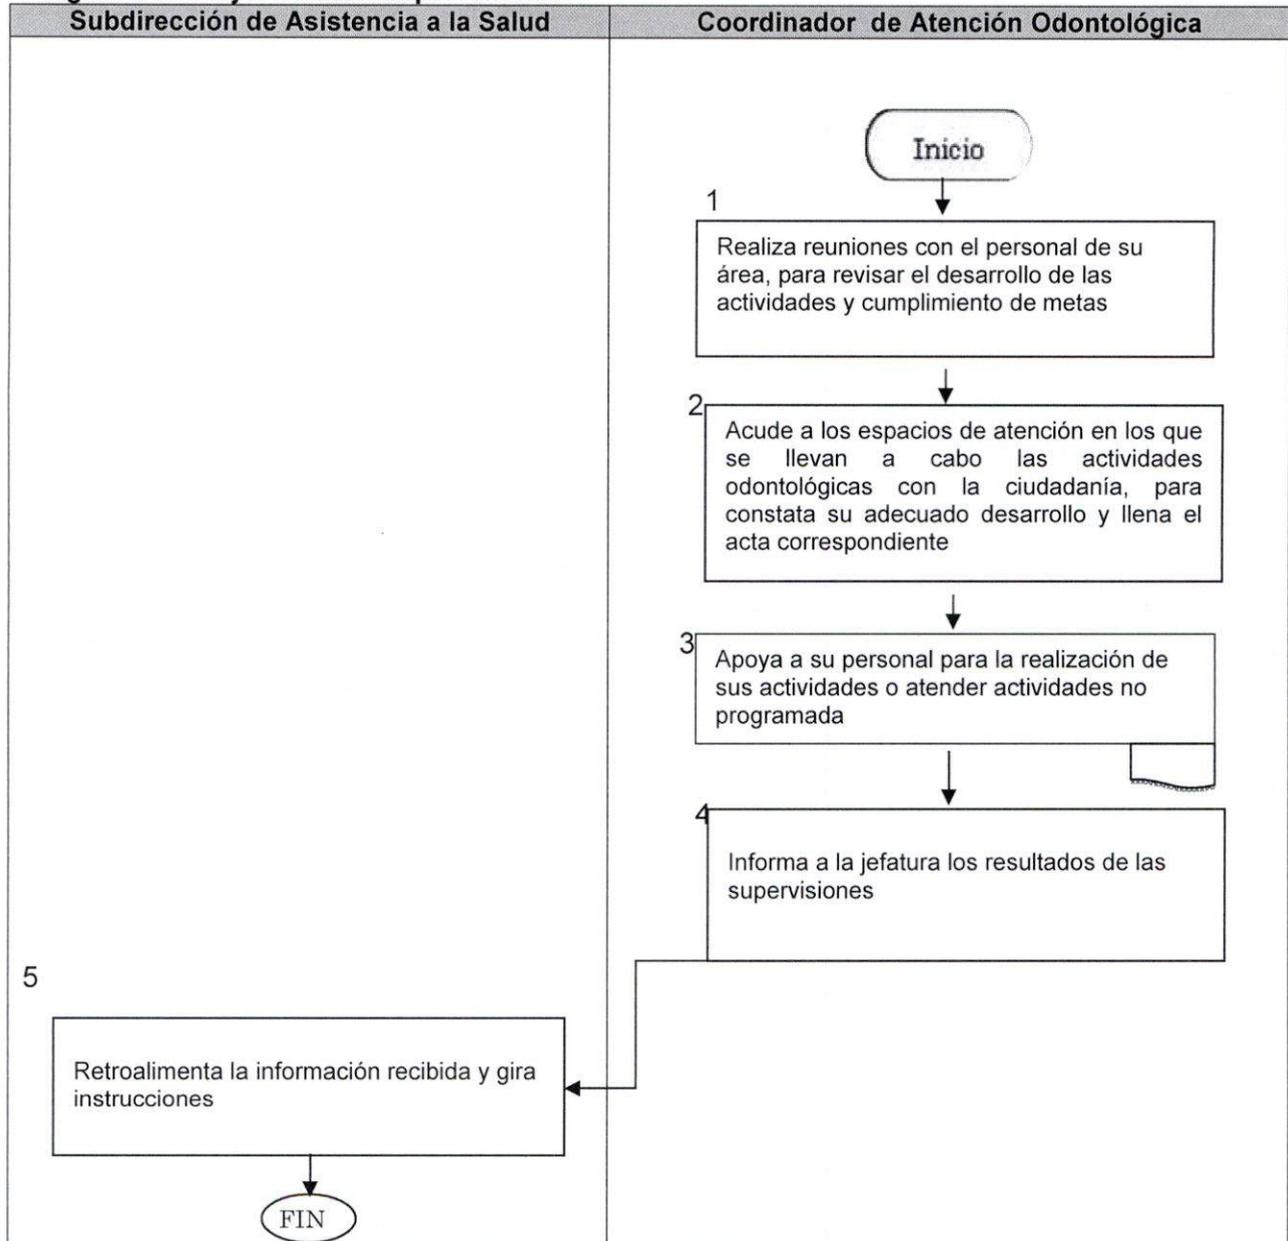 Subdirección de Asistencia a la Salud
Coordinador de Atención Odontológica
Inicio
1
Realiza reuniones con el personal de su
área, para revisar el desarrollo de las
actividades y cumplimiento de metas
2
Acude a los espacios de atención en los que
se llevan a cabo las actividades
odontológicas con la ciudadanía, para
constata su adecuado desarrollo y llena el
acta correspondiente
3
Apoya a su personal para la realización de
sus actividades o atender actividades no
programada
4
Informa a la jefatura los resultados de las
supervisiones
5
Retroalimenta la información recibida y gira
instrucciones
FIN